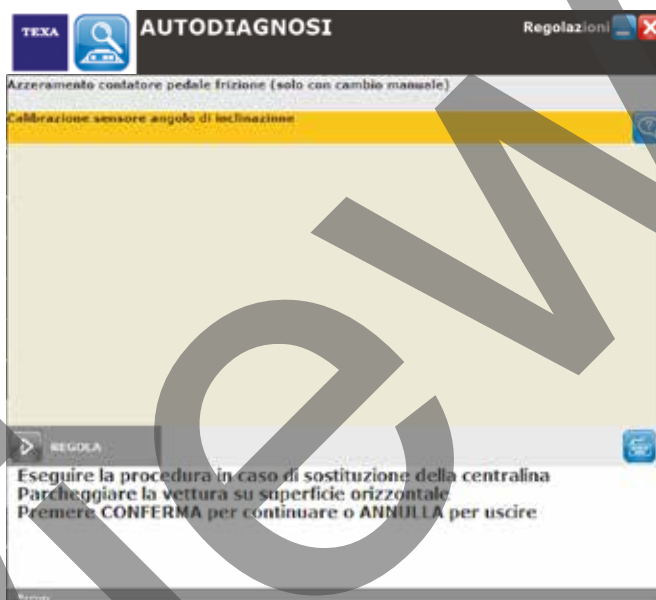 TEXA
AUTODIAGNOSI
Regolazioni
Azzeramento contatore pedale frizione (solo con cambio manuale)
Calibrazione sensore angolo di inclinazione
REGOLA
Eseguire la procedura in caso di sostituzione della centralina
Parcheggiare la vettura su superficie orizzontale
Premere CONFERMA per continuare o ANNULLA per uscire